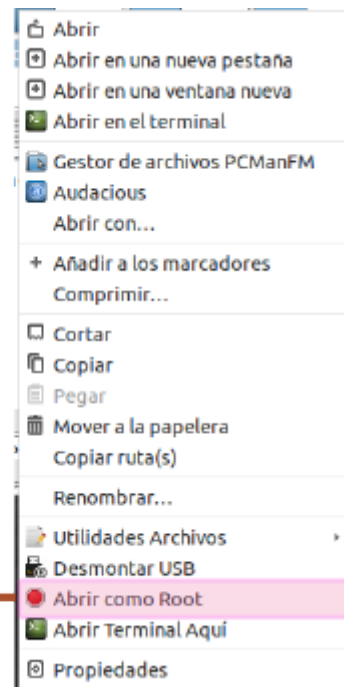 Abrir
Abrir en una nueva pestaña
Abrir en una ventana nueva
Abrir en el terminal
Gestor de archivos PCManFM
Audacious
Abrir con...
Añadir a los marcadores
Comprimir...
Cortar
Copiar
Pegar
Mover a la papelera
Copiar ruta(s)
Renombrar...
Utilidades Archivos
Desmontar USB
Abrir como Root
Abrir Terminal Aquí
Propiedades